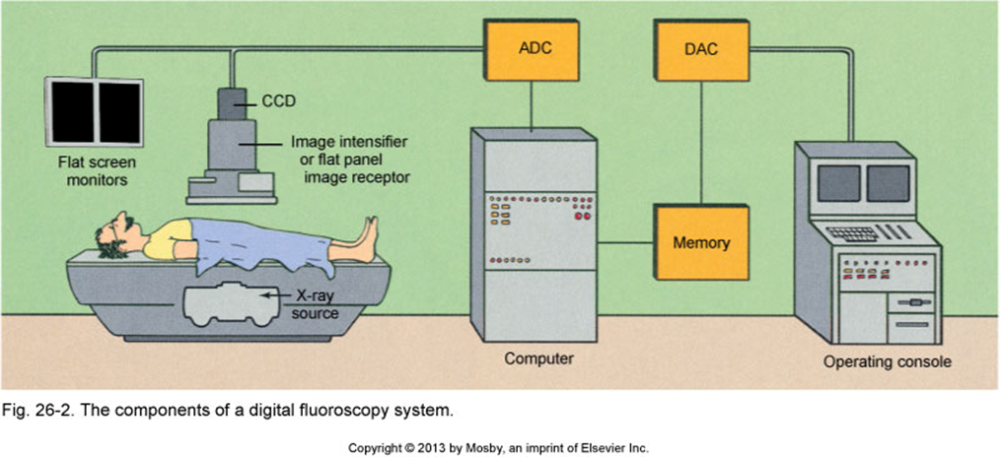 ADC
DAC
CCD
Image intensifier
or flat panel
image receptor
Flat screen
monitors
Memory
X-ray
source
Computer
Operating console
Fig. 26-2. The components of a digital fluoroscopy system.
Copyright © 2013 by Mosby, an imprint of Elsevier Inc.